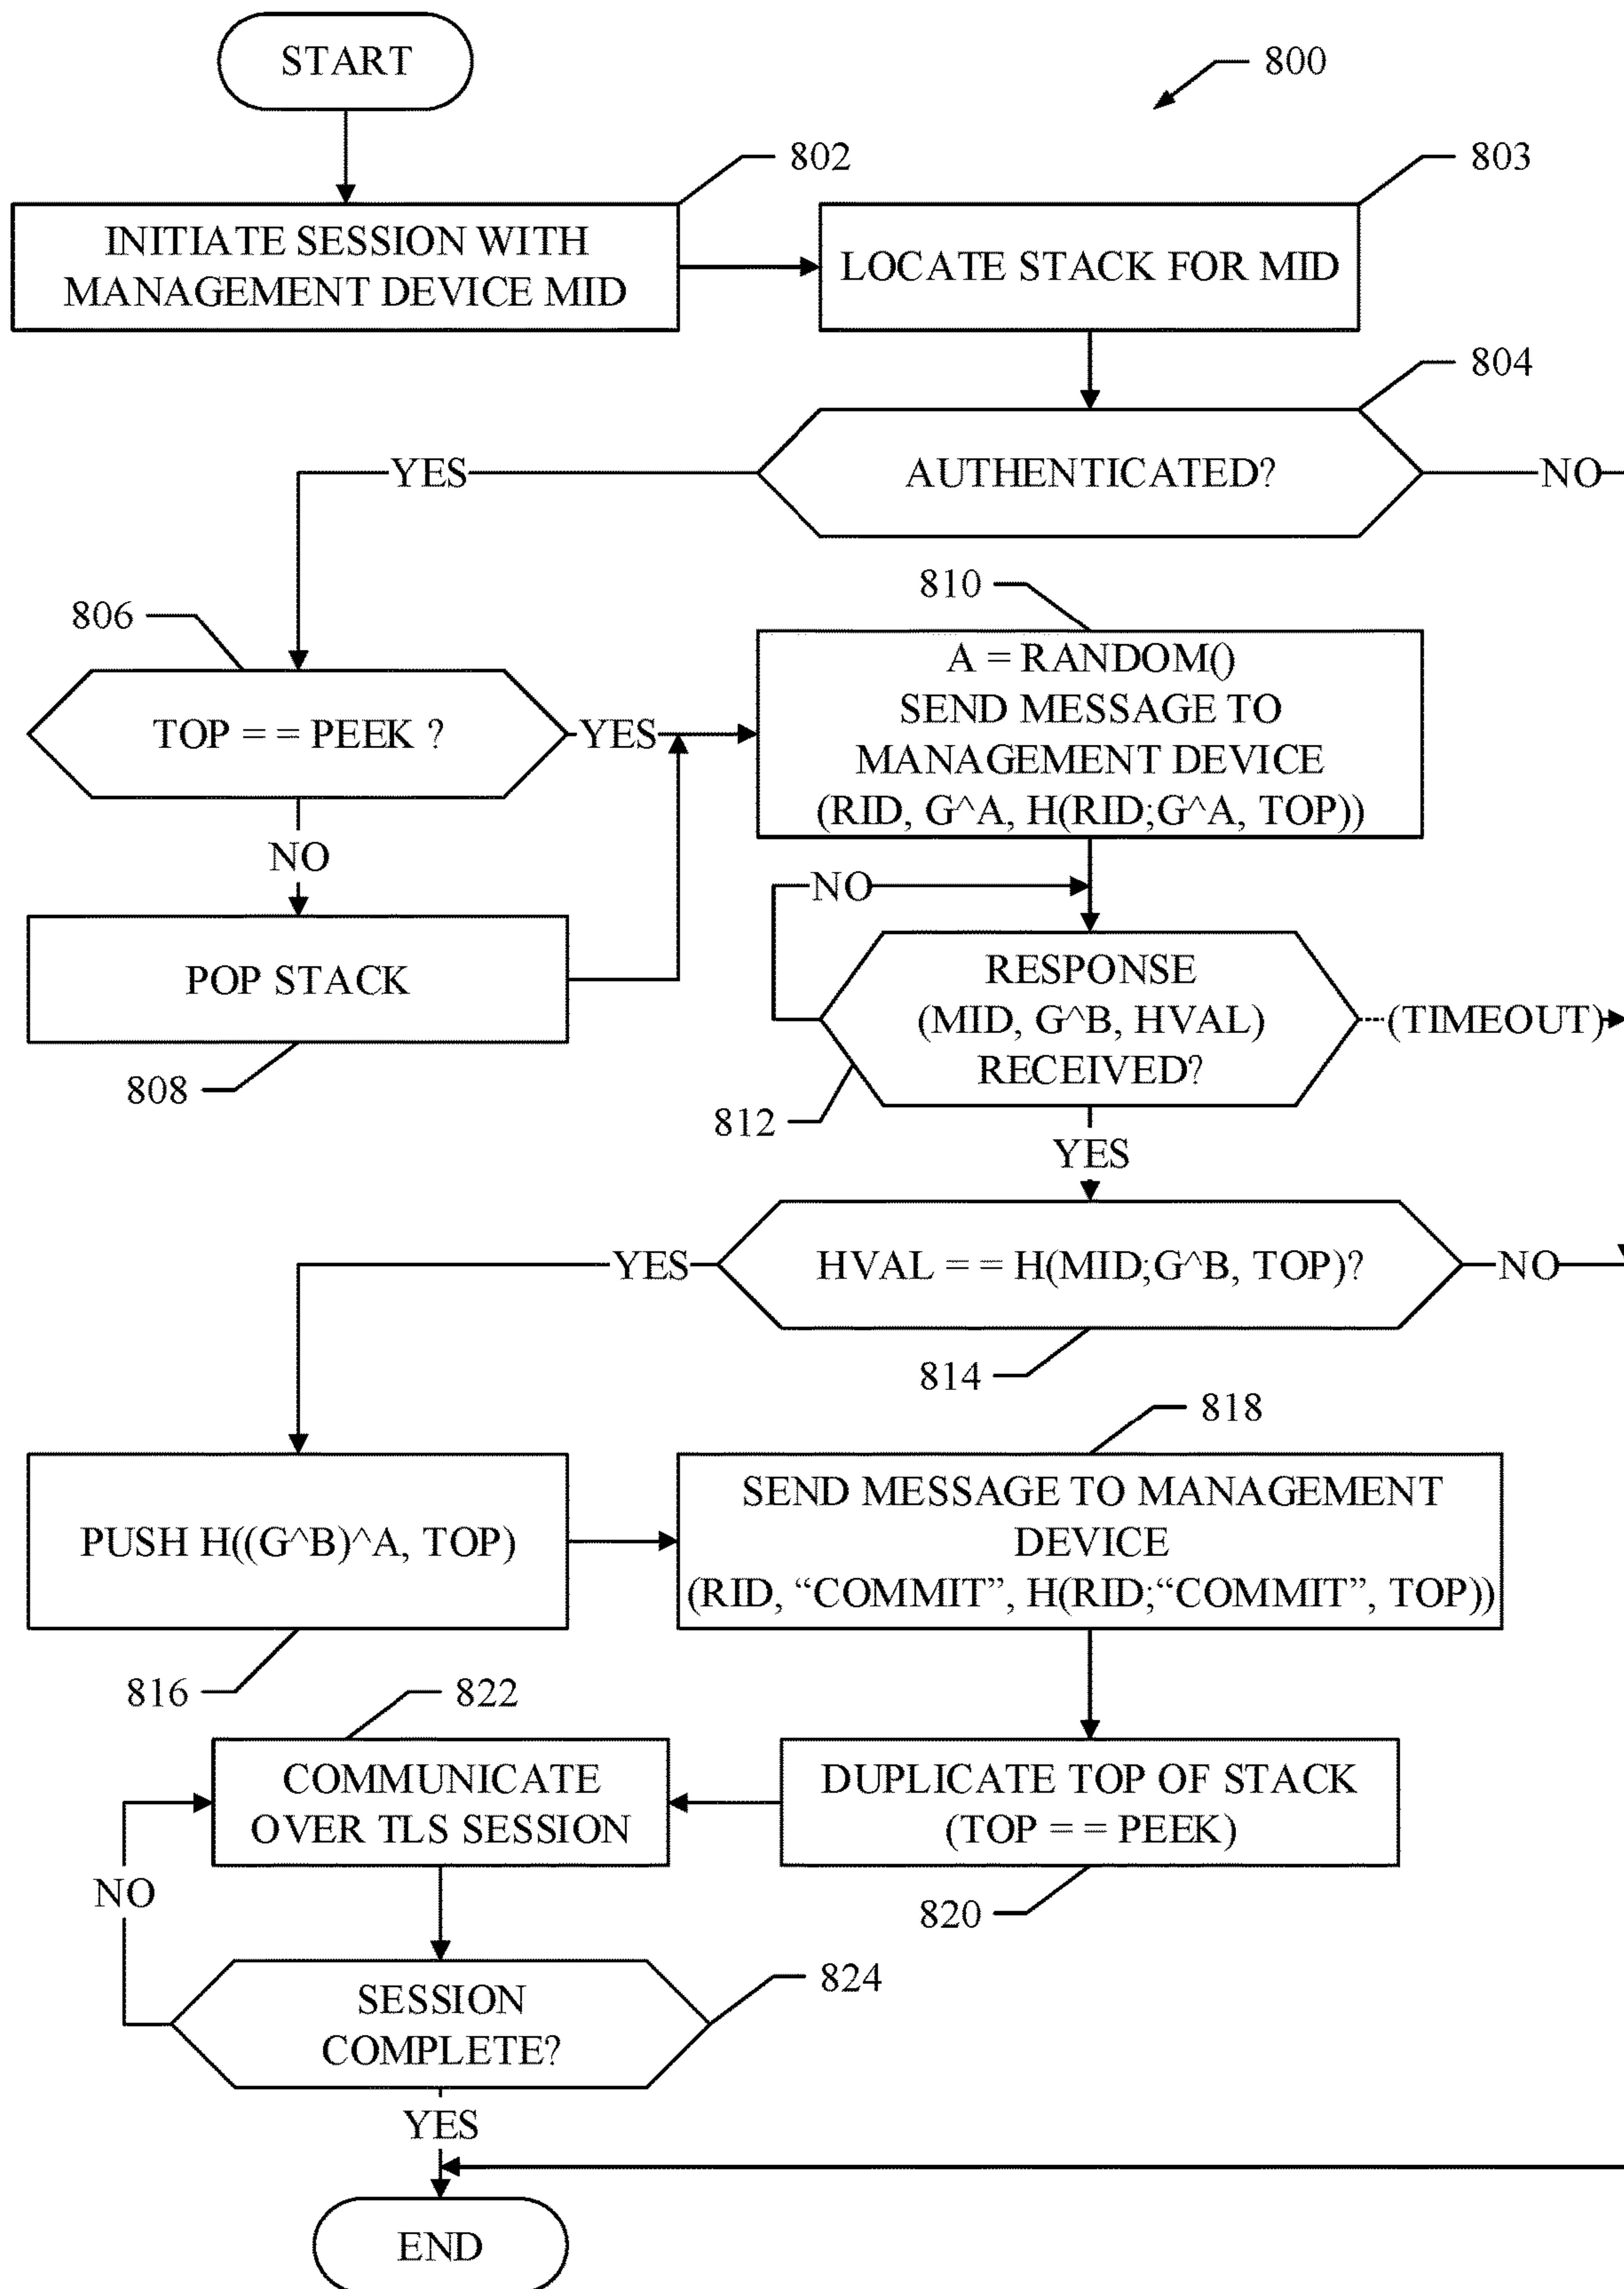 START
800
802
803
INITIATE SESSION WITH
MANAGEMENT DEVICE MID
LOCATE STACK FOR MID
804
YES
AUTHENTICATED?
NO
806
810
TOP = = PEEK ?
YES
A = RANDOM()
SEND MESSAGE TO
MANAGEMENT DEVICE
(RID, G^A, H(RID;G^A, TOP))
NO
NO
POP STACK
808
RESPONSE
(MID, G^B, HVAL)
RECEIVED?
(TIMEOUT)
812
YES
YES
HVAL = = H(MID;G^B, TOP)?
NO
814
818
PUSH H((G^B)^A, TOP)
SEND MESSAGE TO MANAGEMENT
DEVICE
(RID, “COMMIT”, H(RID;“COMMIT”, TOP))
816
822
COMMUNICATE
OVER TLS SESSION
DUPLICATE TOP OF STACK
(TOP = = PEEK)
NO
820
824
SESSION
COMPLETE?
YES
END